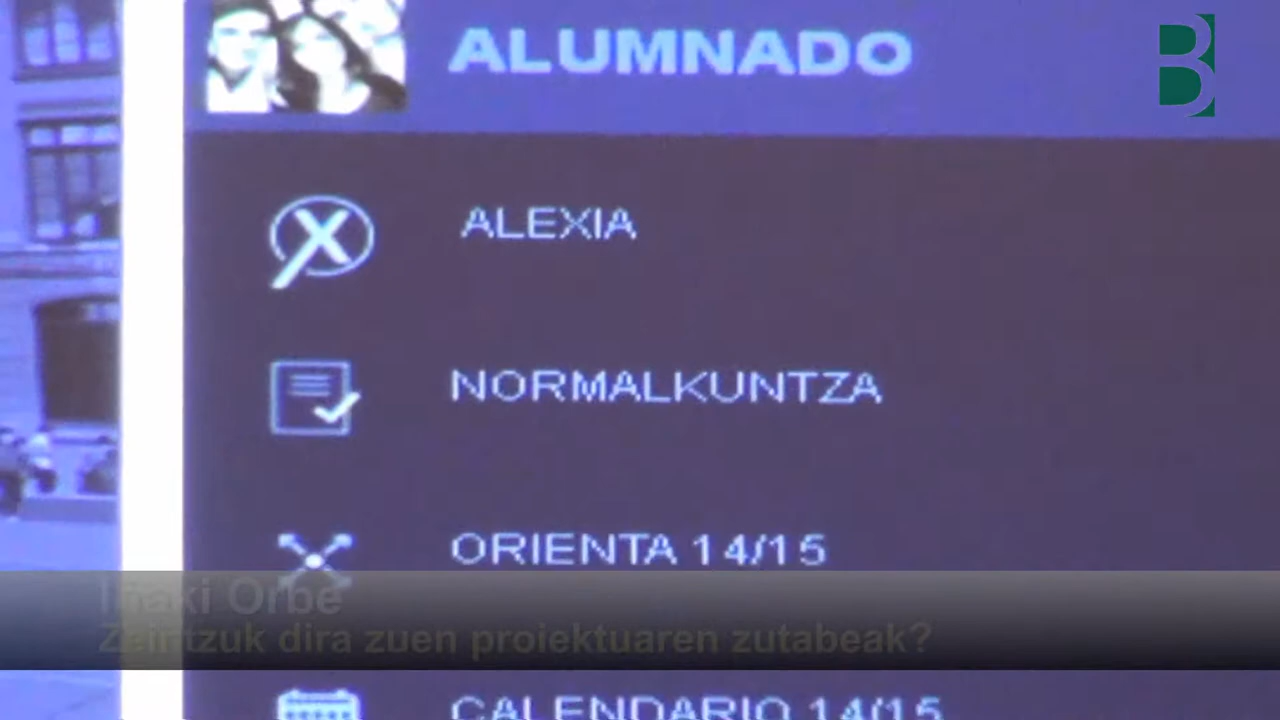 ALUMNADO
B
ALEXIA
NORMALKUNTZA
ORIENTA 14/15
Iñaki Orbe
Zeintzuk dira zuen proiektuaren zutabeak?
CALENDARIO 14/15